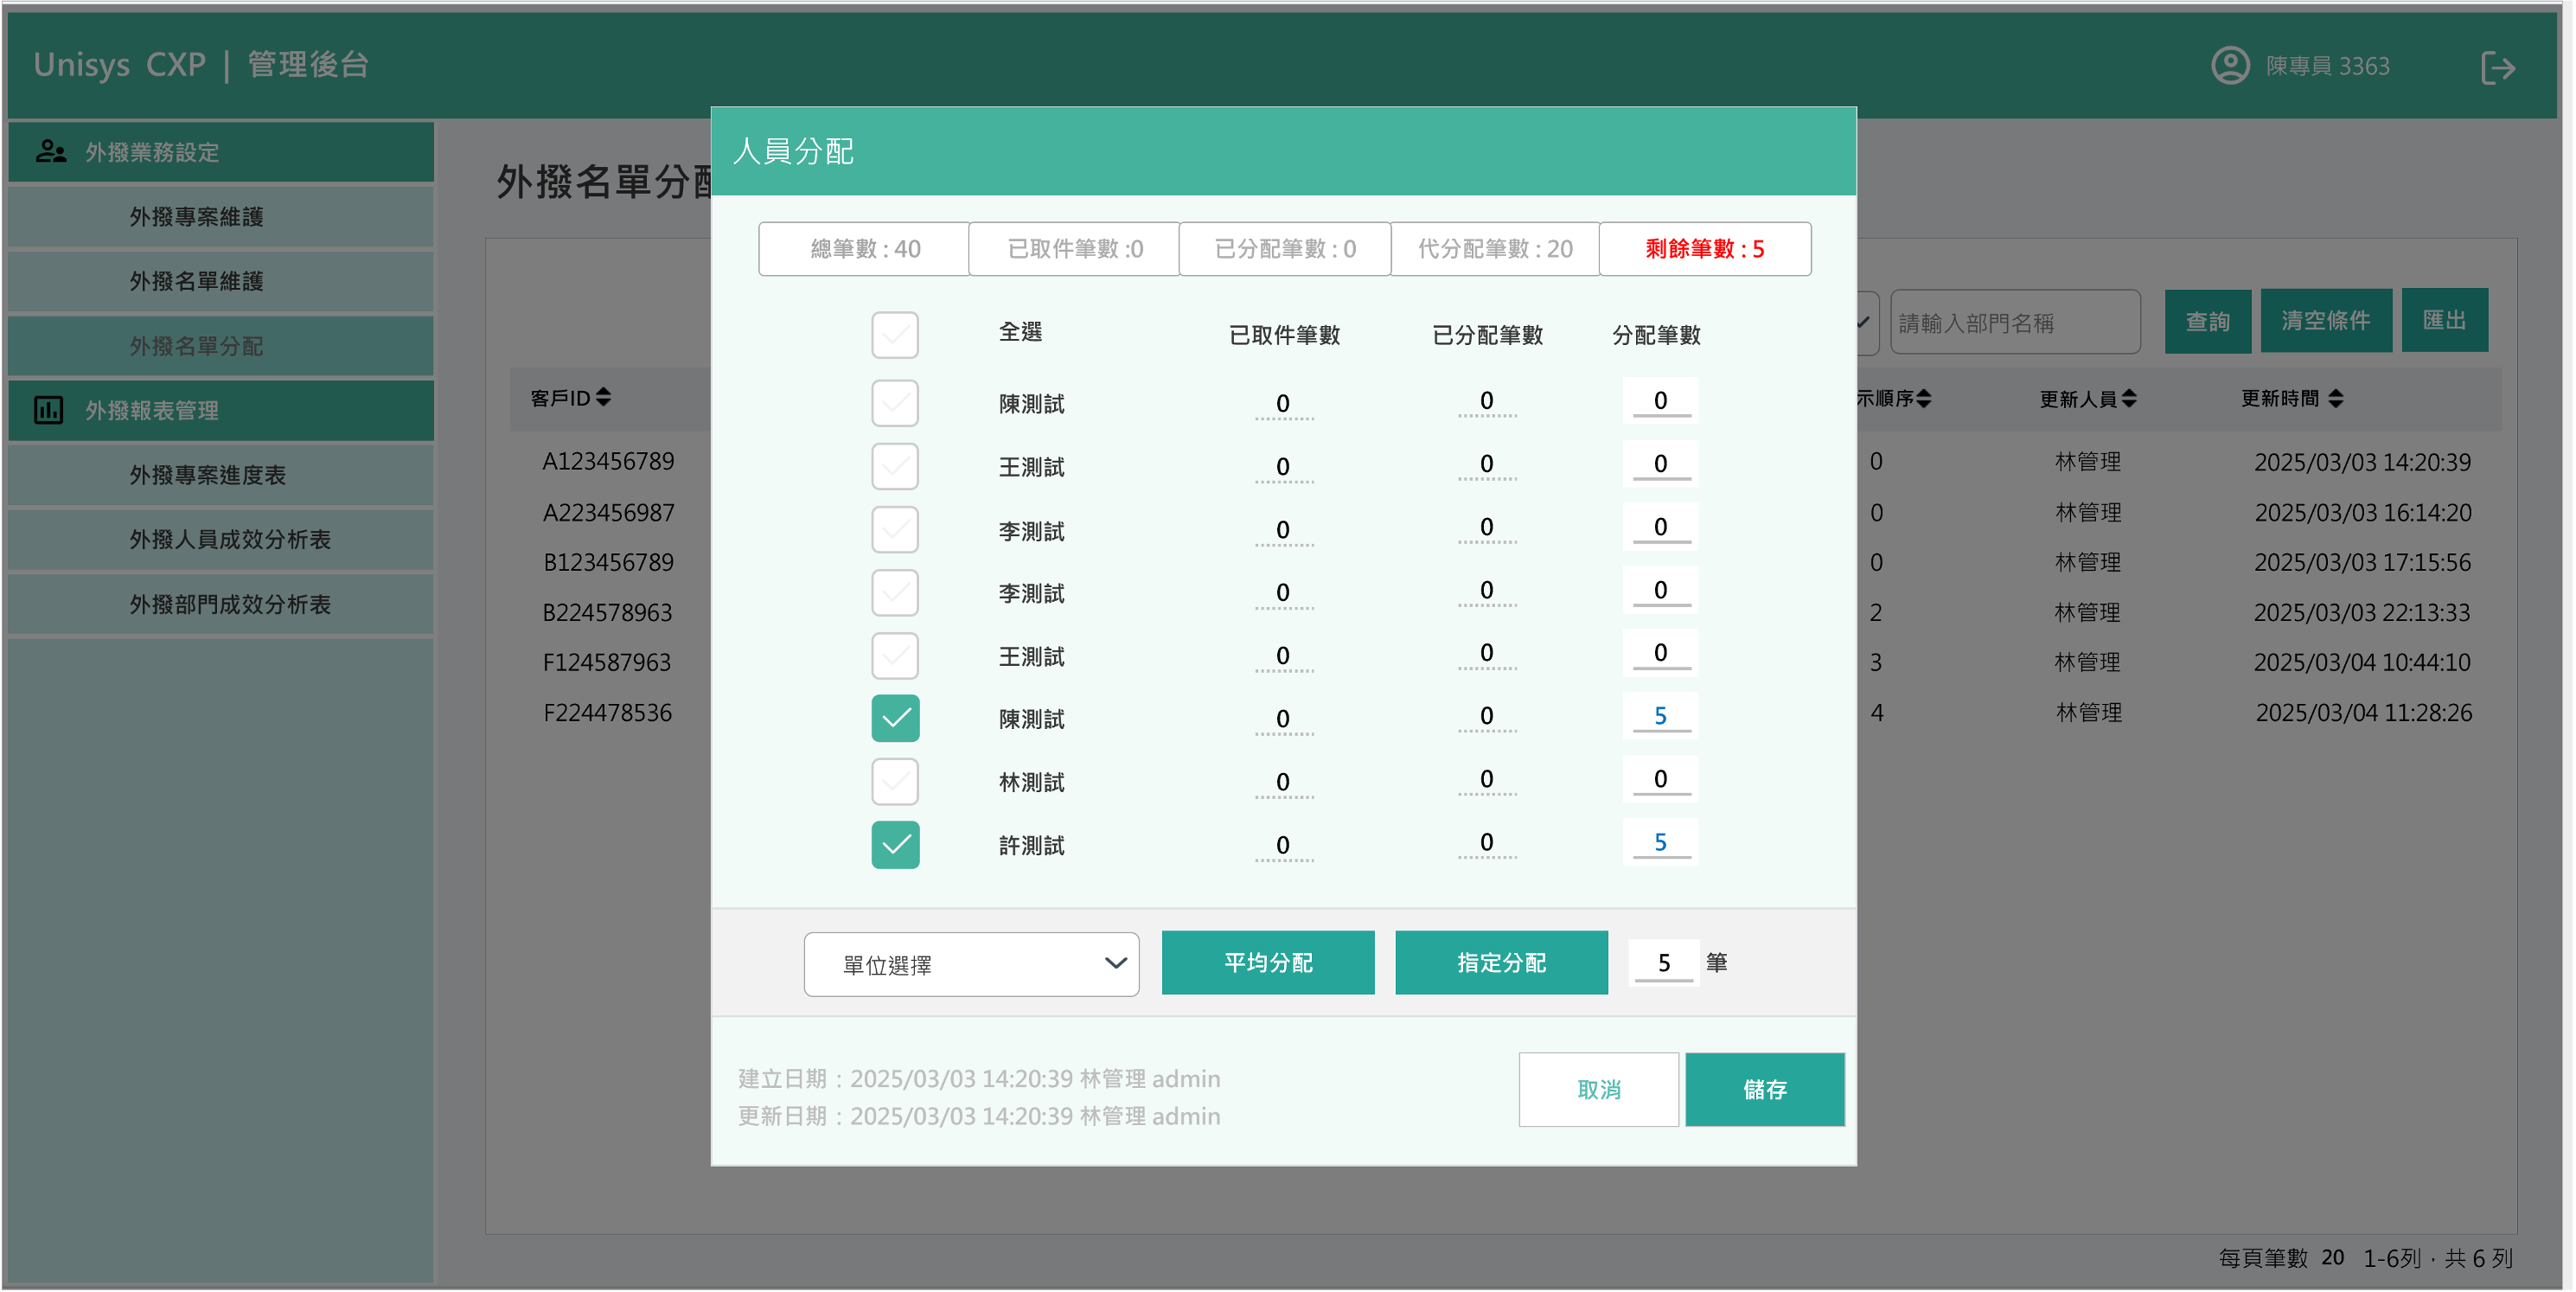 Unisys CXP | 管理後台
陳專員 3363
外撥業務設定
外撥專案維護
外撥名單維護
外撥名單分配
外撥報表管理
外撥專案進度表
外撥人員成效分析表
外撥部門成效分析表
外撥名單分配
人員分配
總筆數 : 40 已取件筆數 :0 已分配筆數 : 0 代分配筆數 : 20 剩餘筆數 : 5
全選 已取件筆數 已分配筆數 分配筆數
陳測試 0 0 0
王測試 0 0 0
李測試 0 0 0
李測試 0 0 0
王測試 0 0 0
陳測試 0 0 5
林測試 0 0 0
許測試 0 0 5
單位選擇 平均分配 指定分配 5 筆
建立日期 : 2025/03/03 14:20:39 林管理 admin
更新日期 : 2025/03/03 14:20:39 林管理 admin
取消 儲存
請輸入部門名稱 查詢 清空條件 匯出
客戶ID 示順序 更新人員 更新時間
A123456789 0 林管理 2025/03/03 14:20:39
A223456987 0 林管理 2025/03/03 16:14:20
B123456789 0 林管理 2025/03/03 17:15:56
B224578963 2 林管理 2025/03/03 22:13:33
F124587963 3 林管理 2025/03/04 10:44:10
F224478536 4 林管理 2025/03/04 11:28:26
每頁筆數 20 1-6列，共 6 列